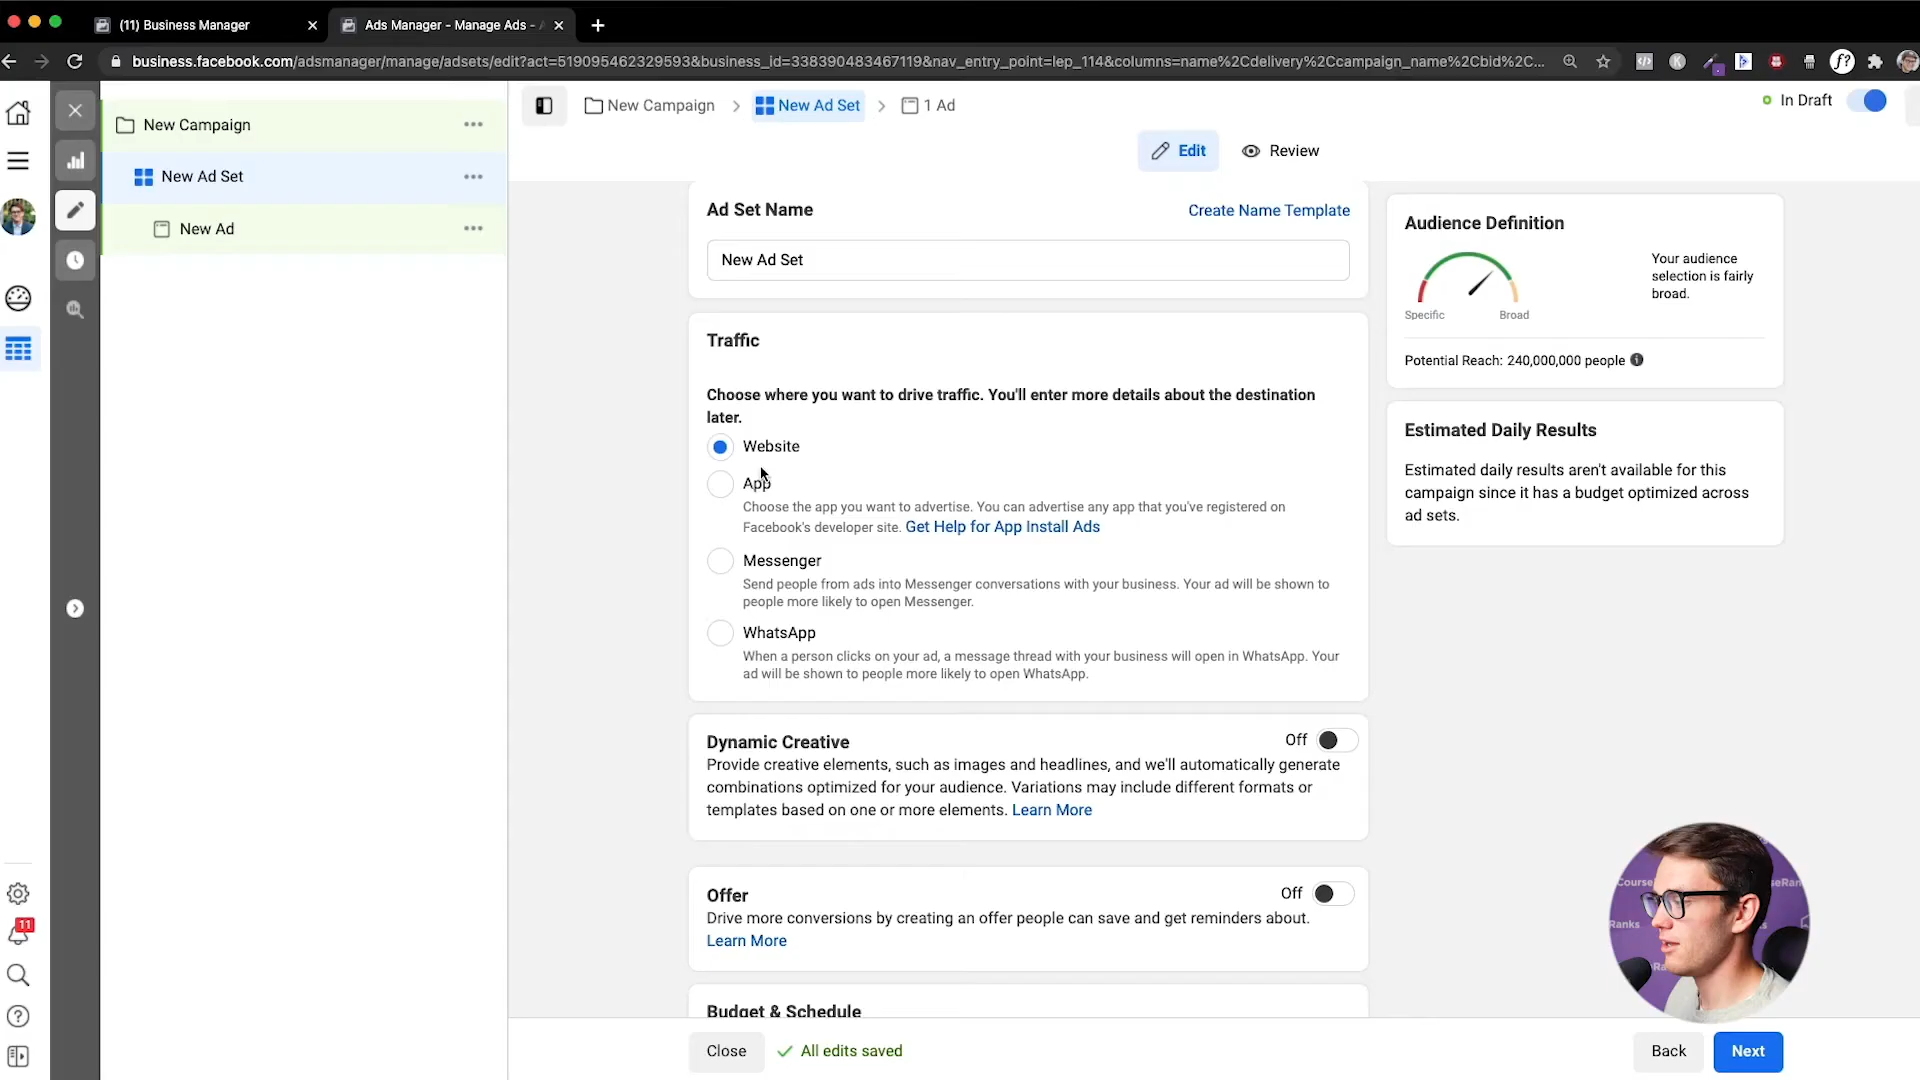 (11) Business Manager
Ads Manager - Manage Ads -
business.facebook.com/adsmanager/manage/adsets/edit?act=519095462329593&business_id=338390483467119&nav_entry_point=lep_114&columns=name%2Cdelivery%2Ccampaign_name%2Cbid%2C...
New Campaign
New Ad Set
New Ad
New Campaign
New Ad Set
1 Ad
In Draft
Edit
Review
Ad Set Name
Create Name Template
New Ad Set
Traffic
Choose where you want to drive traffic. You'll enter more details about the destination
later.
Website
App
Choose the app you want to advertise. You can advertise any app that you've registered on
Facebook's developer site. Get Help for App Install Ads
Messenger
Send people from ads into Messenger conversations with your business. Your ad will be shown to
people more likely to open Messenger.
WhatsApp
When a person clicks on your ad, a message thread with your business will open in WhatsApp. Your
ad will be shown to people more likely to open WhatsApp.
Dynamic Creative
Off
Provide creative elements, such as images and headlines, and we'll automatically generate
combinations optimized for your audience. Variations may include different formats or
templates based on one or more elements. Learn More
Offer
Off
Drive more conversions by creating an offer people can save and get reminders about.
Learn More
Budget & Schedule
Close
All edits saved
Back
Next
Audience Definition
Your audience
selection is fairly
broad.
Specific
Broad
Potential Reach: 240,000,000 people
Estimated Daily Results
Estimated daily results aren't available for this
campaign since it has a budget optimized across
ad sets.
11
Course
Ranks